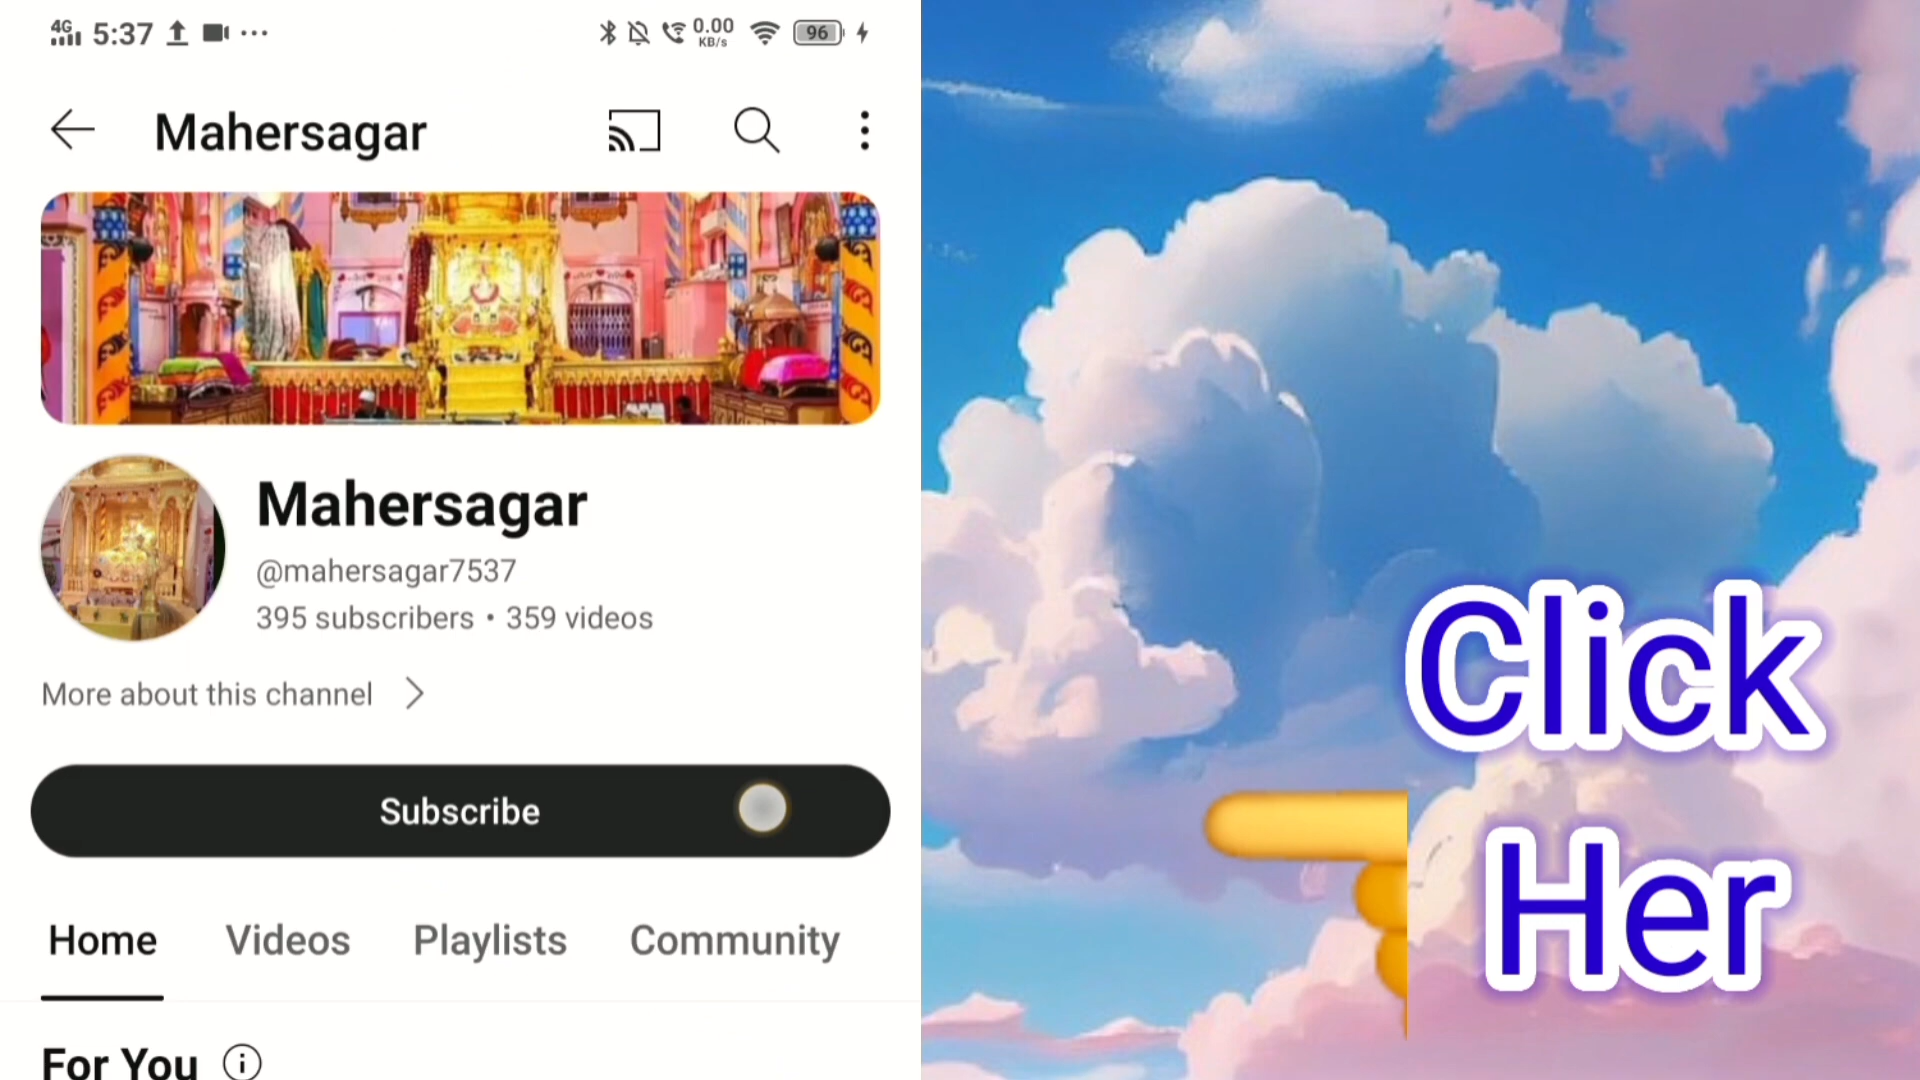 4G 5:37 0.00 KB/s 96
Mahersagar
Mahersagar
@mahersagar7537
395 subscribers • 359 videos
More about this channel
Subscribe
Home Videos Playlists Community
For You
Click
Her